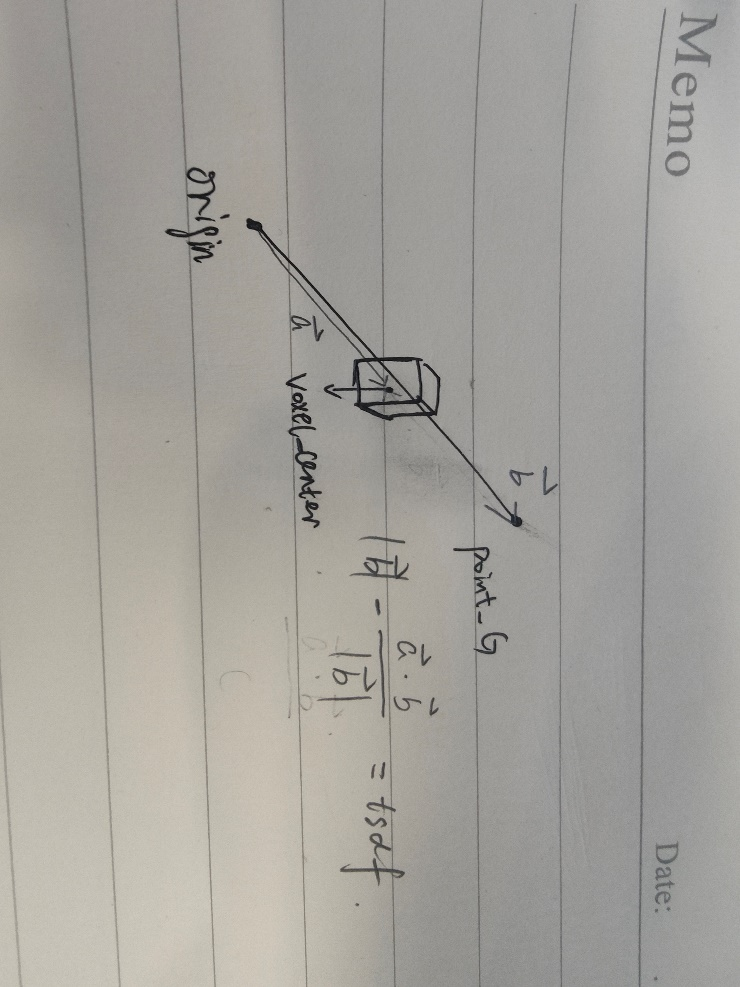 Memo
Date:
b⃗
point_G
a⃗
voxel_center
origin
|b⃗| - (a⃗ · b⃗) / |b⃗| = tsdf.